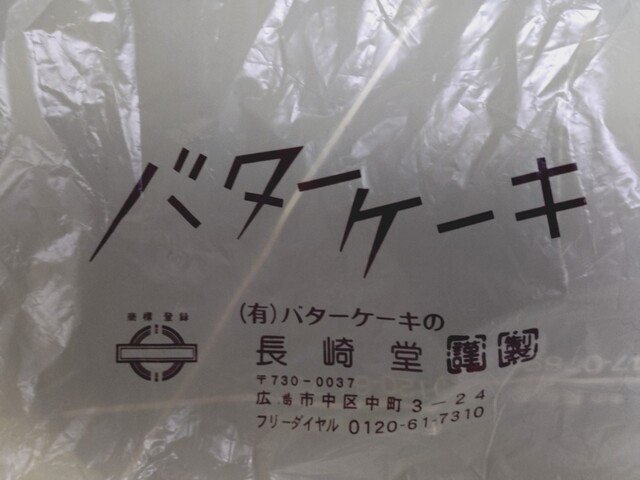 バターケーキ
商標登録
(有)バターケーキの
長崎堂 謹製
〒730-0037
広島市中区中町3-24
フリーダイヤル 0120-61-7310